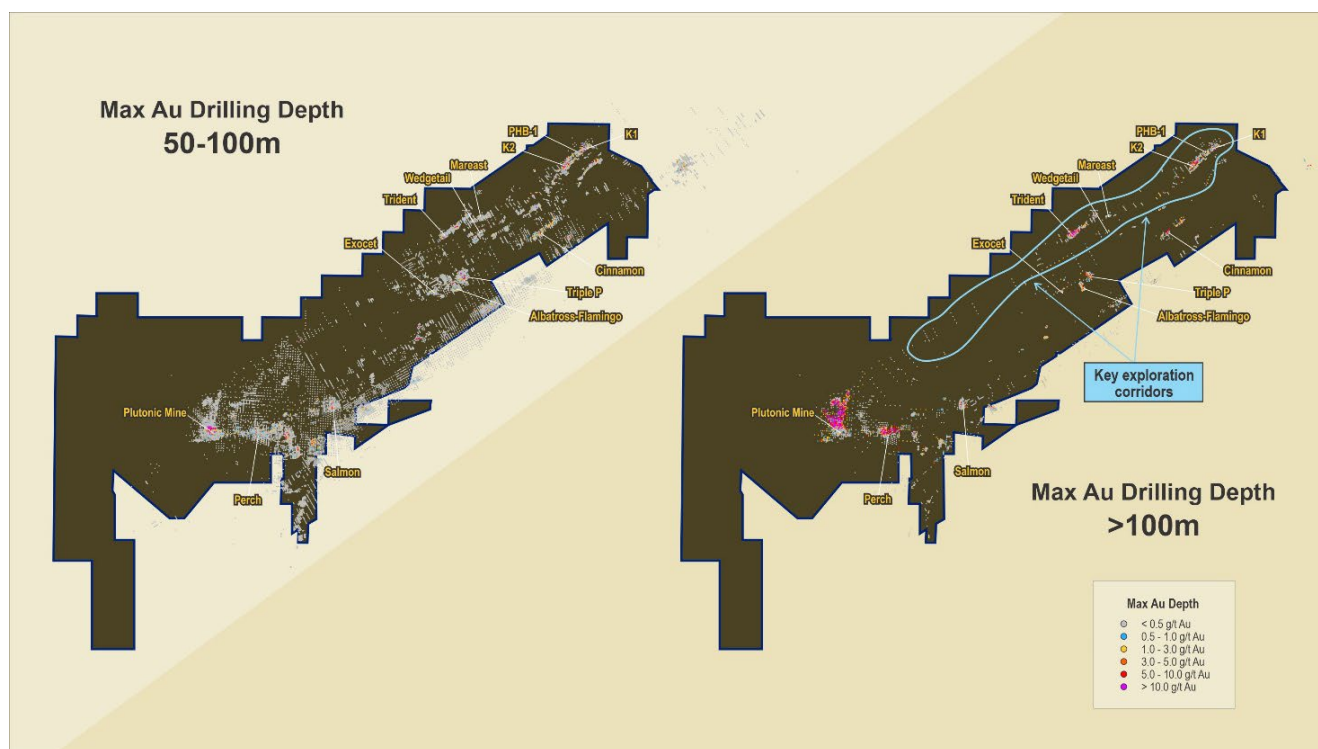 Max Au Drilling Depth
50-100m
PHB-1
K1
K2
Mareast
Wedgetail
Trident
Exocet
Cinnamon
Triple P
Albatross-Flamingo
Plutonic Mine
Salmon
Perch
PHB-1
K1
K2
Mareast
Wedgetail
Trident
Exocet
Cinnamon
Triple P
Albatross-Flamingo
Key exploration
corridors
Plutonic Mine
Salmon
Perch
Max Au Drilling Depth
>100m
Max Au Depth
< 0.5 g/t Au
0.5 - 1.0 g/t Au
1.0 - 3.0 g/t Au
3.0 - 5.0 g/t Au
5.0 - 10.0 g/t Au
> 10.0 g/t Au